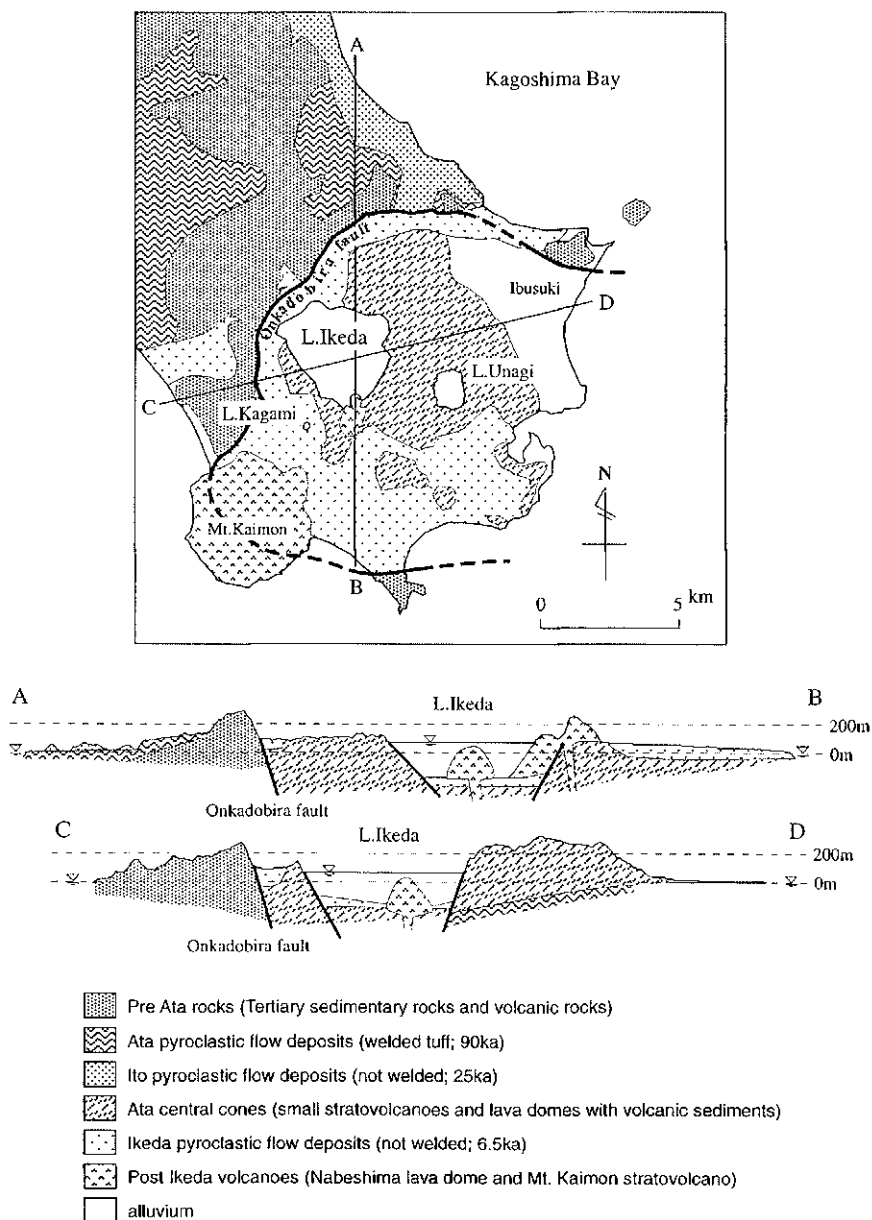 A
Kagoshima Bay
Onkadobira fault
Ibusuki
D
L.Ikeda
L.Unagi
C
L.Kagami
N
Mt.Kaimon
B
0 5 km
A L.Ikeda B
200m
0m
Onkadobira fault
C L.Ikeda D
200m
0m
Onkadobira fault
Pre Ata rocks (Tertiary sedimentary rocks and volcanic rocks)
Ata pyroclastic flow deposits (welded tuff; 90ka)
Ito pyroclastic flow deposits (not welded; 25ka)
Ata central cones (small stratovolcanoes and lava domes with volcanic sediments)
Ikeda pyroclastic flow deposits (not welded; 6.5ka)
Post Ikeda volcanoes (Nabeshima lava dome and Mt. Kaimon stratovolcano)
alluvium